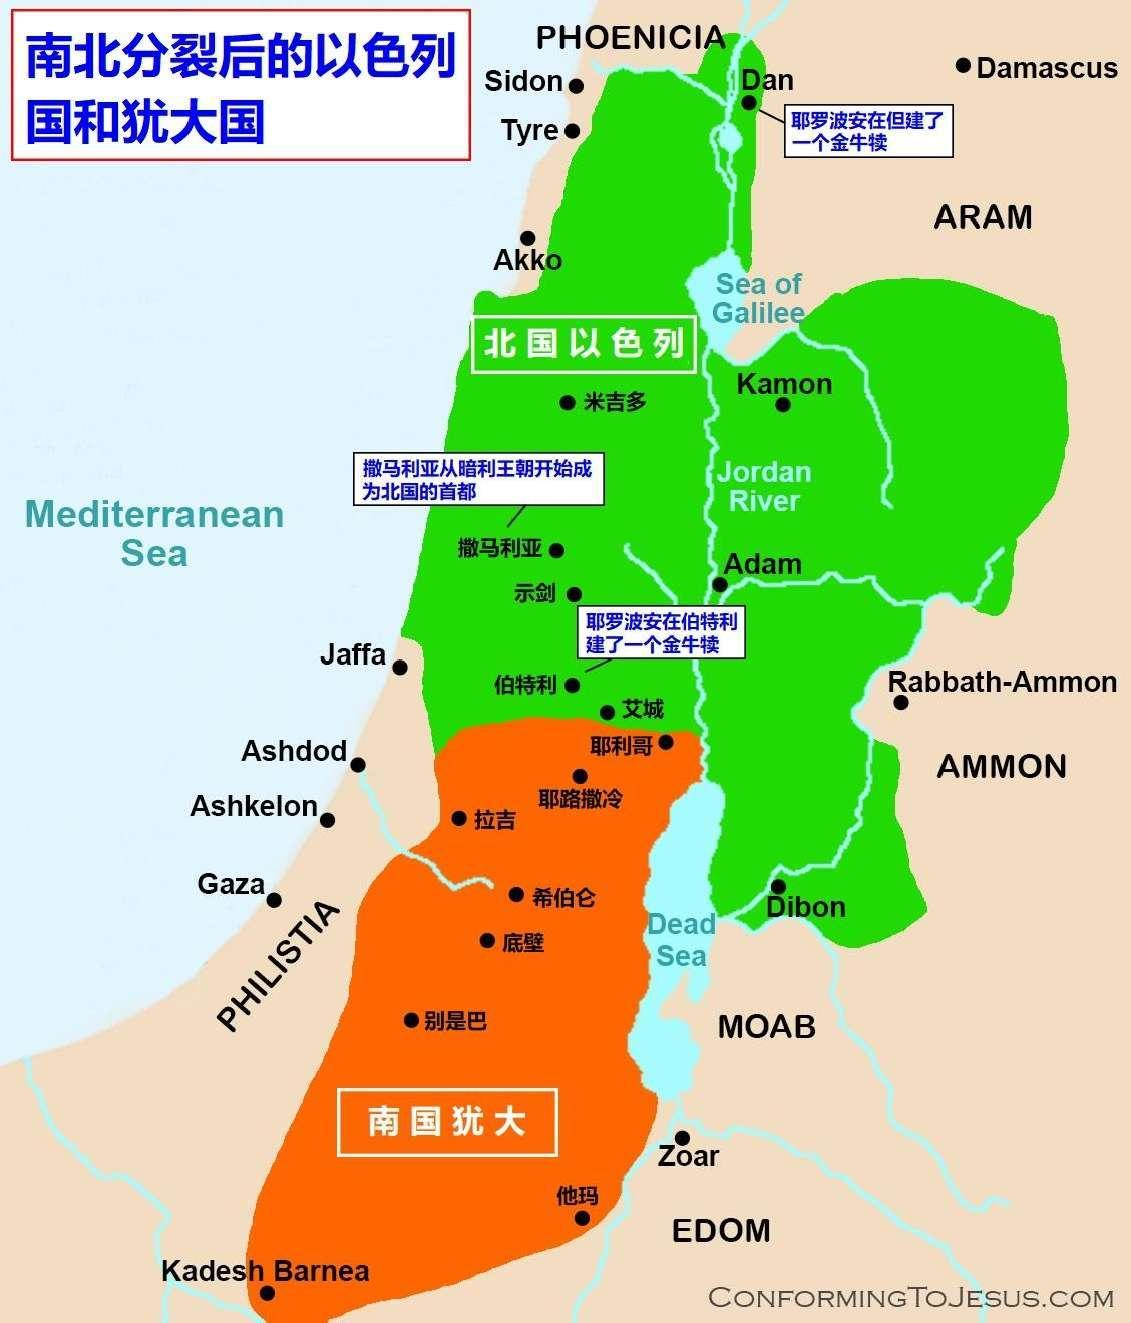 南北分裂后的以色列
国和犹大国
PHOENICIA
Sidon
Dan
Damascus
Tyre
耶罗波安在但建了
一个金牛犊
ARAM
Akko
Sea of
Galilee
北国以色列
Kamon
米吉多
撒马利亚从暗利王朝开始成
为北国的首都
Jordan
River
Mediterranean
Sea
撒马利亚
Adam
示剑
耶罗波安在伯特利
建了一个金牛犊
Jaffa
伯特利
Rabbath-Ammon
艾城
耶利哥
Ashdod
AMMON
耶路撒冷
Ashkelon
拉吉
Gaza
希伯仑
Dibon
PHILISTIA
Dead
Sea
底壁
别是巴
MOAB
南国犹大
Zoar
他玛
EDOM
Kadesh Barnea
CONFORMINGTOJESUS.COM